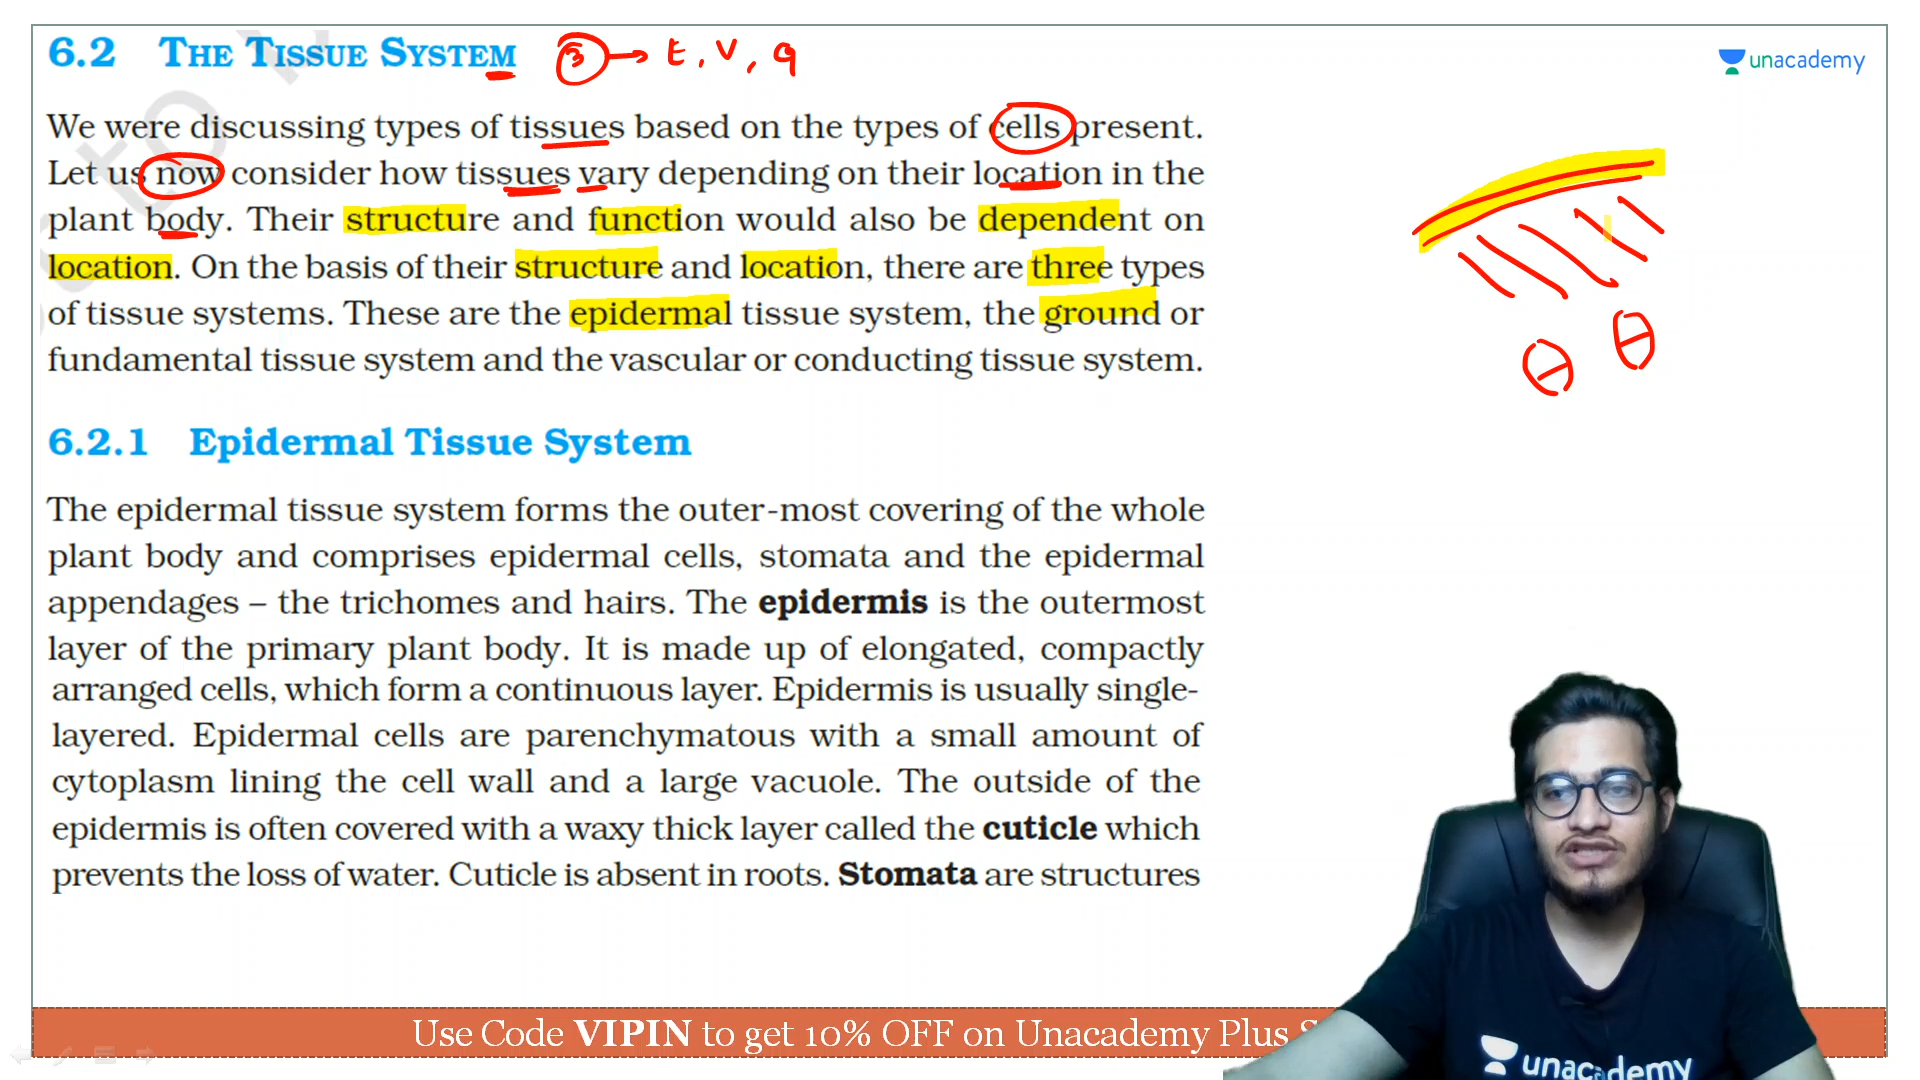 6.2 THE TISSUE SYSTEM 3 → E, V, G
unacademy
We were discussing types of tissues based on the types of cells present.
Let us now consider how tissues vary depending on their location in the
plant body. Their structure and function would also be dependent on
location. On the basis of their structure and location, there are three types
of tissue systems. These are the epidermal tissue system, the ground or
fundamental tissue system and the vascular or conducting tissue system.
6.2.1 Epidermal Tissue System
The epidermal tissue system forms the outer-most covering of the whole
plant body and comprises epidermal cells, stomata and the epidermal
appendages – the trichomes and hairs. The epidermis is the outermost
layer of the primary plant body. It is made up of elongated, compactly
arranged cells, which form a continuous layer. Epidermis is usually single-
layered. Epidermal cells are parenchymatous with a small amount of
cytoplasm lining the cell wall and a large vacuole. The outside of the
epidermis is often covered with a waxy thick layer called the cuticle which
prevents the loss of water. Cuticle is absent in roots. Stomata are structures
Use Code VIPIN to get 10% OFF on Unacademy Plus S
unacademy